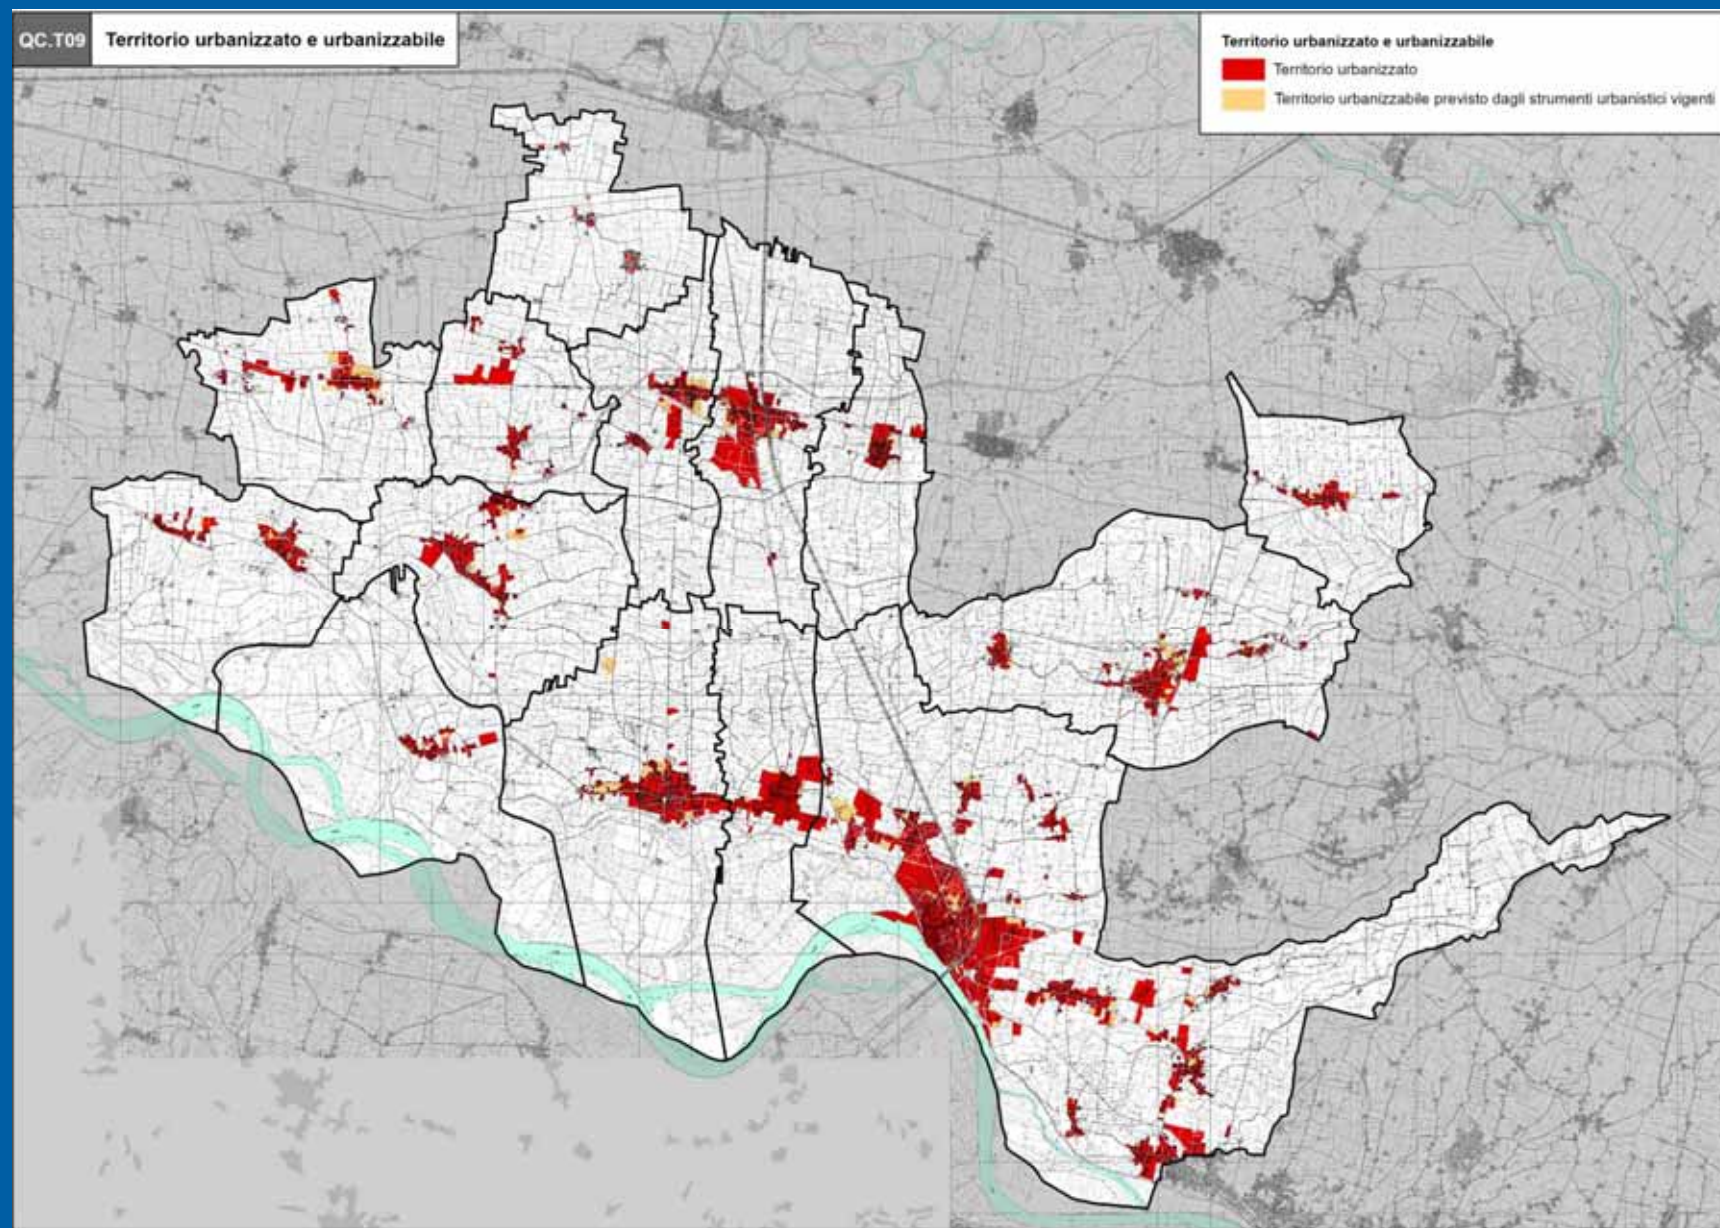 QC.T09 Territorio urbanizzato e urbanizzabile
Territorio urbanizzato e urbanizzabile
Territorio urbanizzato
Territorio urbanizzabile previsto dagli strumenti urbanistici vigenti